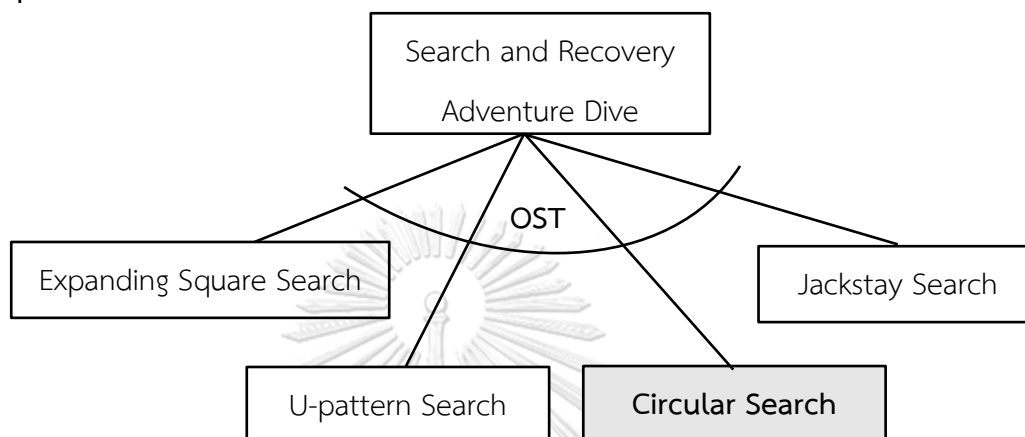 Search and Recovery
Adventure Dive
OST
Expanding Square Search
Jackstay Search
U-pattern Search
Circular Search